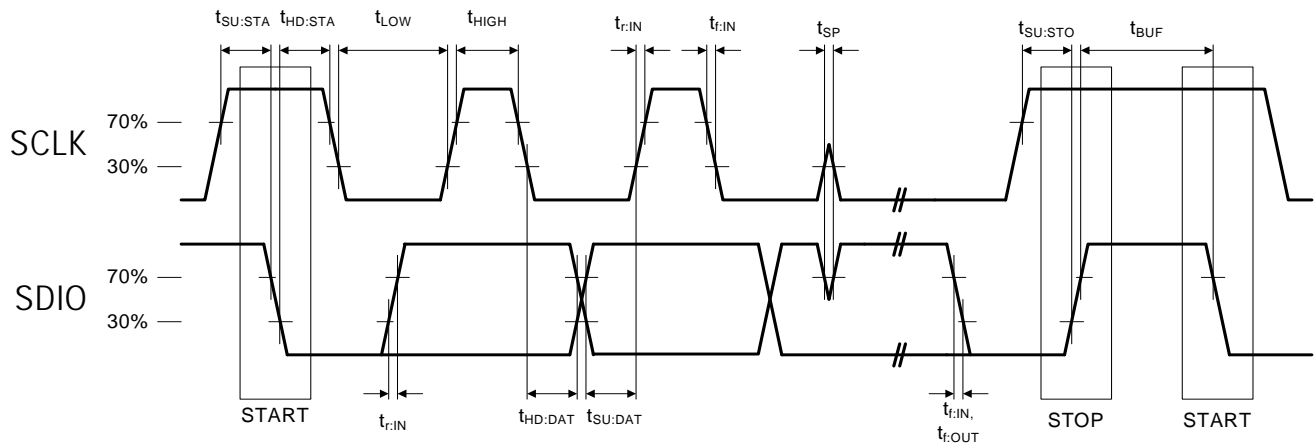 tSU:STA tHD:STA tLOW tHIGH tr:IN tf:IN tSP tSU:STO tBUF
SCLK
70%
30%
SDIO
70%
30%
START
tr:IN
tHD:DAT
tSU:DAT
tf:IN,
tf:OUT
STOP
START